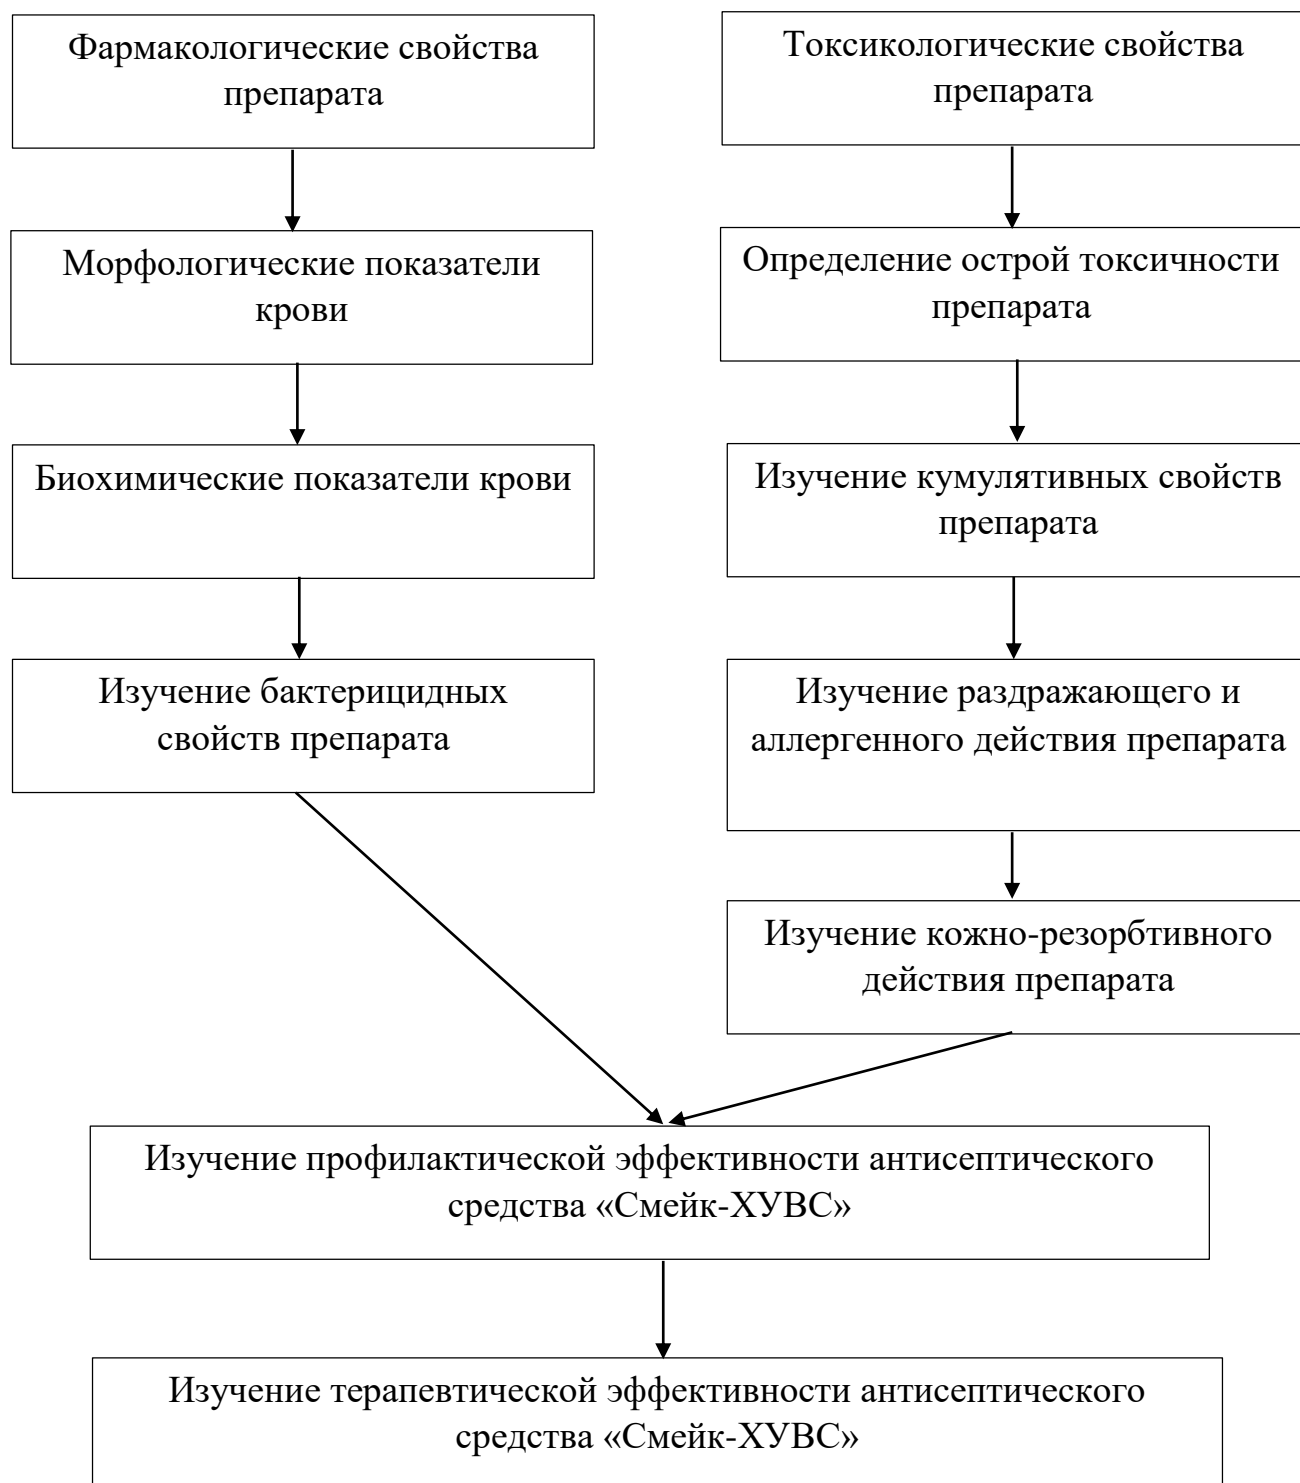 Фармакологические свойства
препарата
Токсикологические свойства
препарата
Морфологические показатели
крови
Определение острой токсичности
препарата
Биохимические показатели крови
Изучение кумулятивных свойств
препарата
Изучение бактерицидных
свойств препарата
Изучение раздражающего и
аллергенного действия препарата
Изучение кожно-резорбтивного
действия препарата
Изучение профилактической эффективности антисептического
средства «Смейк-ХУВС»
Изучение терапевтической эффективности антисептического
средства «Смейк-ХУВС»